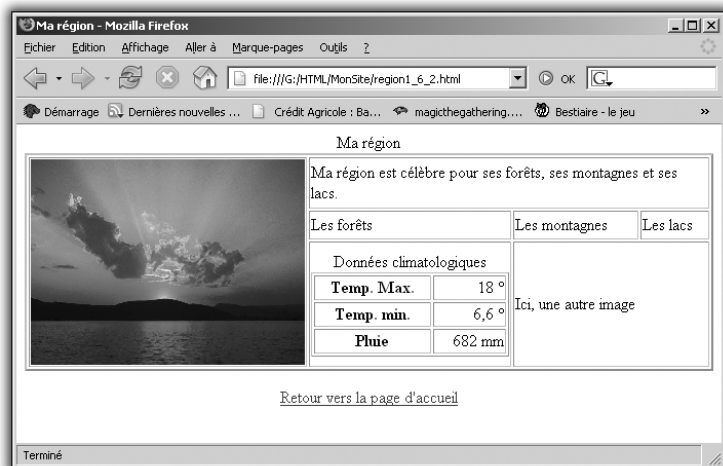 Ma région - Mozilla Firefox
Fichier Edition Affichage Aller à Marque-pages Outils ?
file:///G:/HTML/MonSite/region1_6_2.html OK G
Démarrage Dernières nouvelles ... Crédit Agricole : Ba... magicthegathering.... Bestiaire - le jeu »
Ma région
Ma région est célèbre pour ses forêts, ses montagnes et ses
lacs.
Les forêts Les montagnes Les lacs
Données climatologiques
Temp. Max. 18 °
Temp. min. 6,6 °
Pluie 682 mm
Ici, une autre image
Retour vers la page d'accueil
Terminé